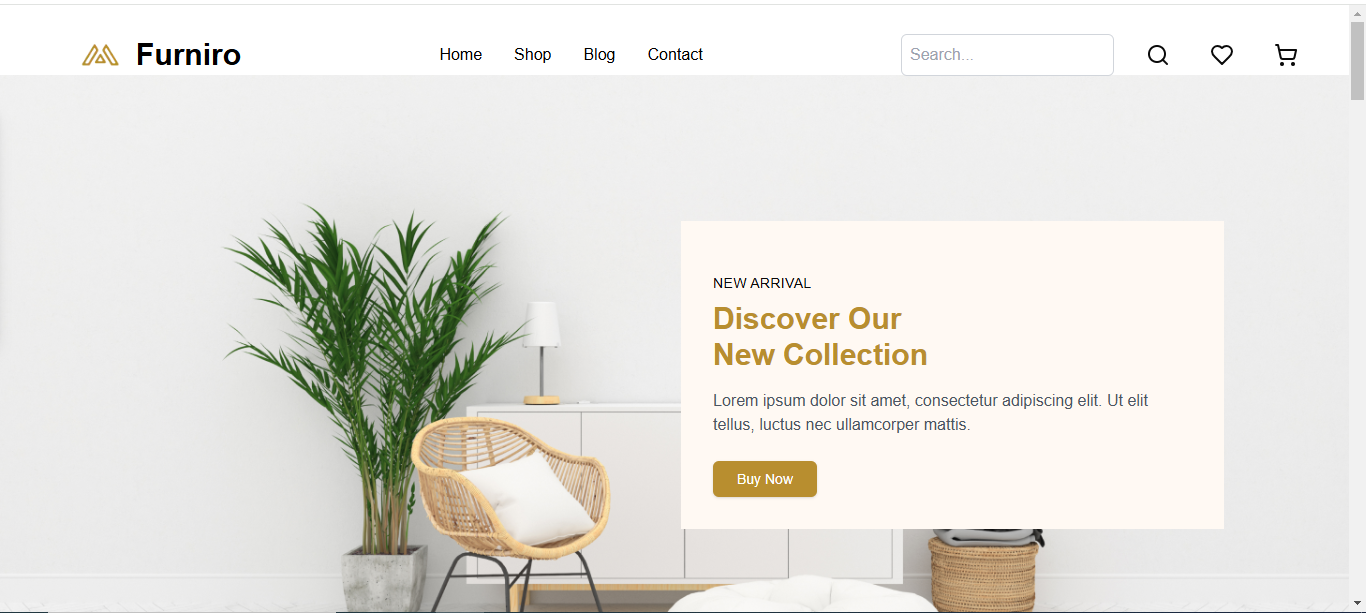 Furniro
Home Shop Blog Contact
Search...
NEW ARRIVAL
Discover Our
New Collection
Lorem ipsum dolor sit amet, consectetur adipiscing elit. Ut elit
tellus, luctus nec ullamcorper mattis.
Buy Now